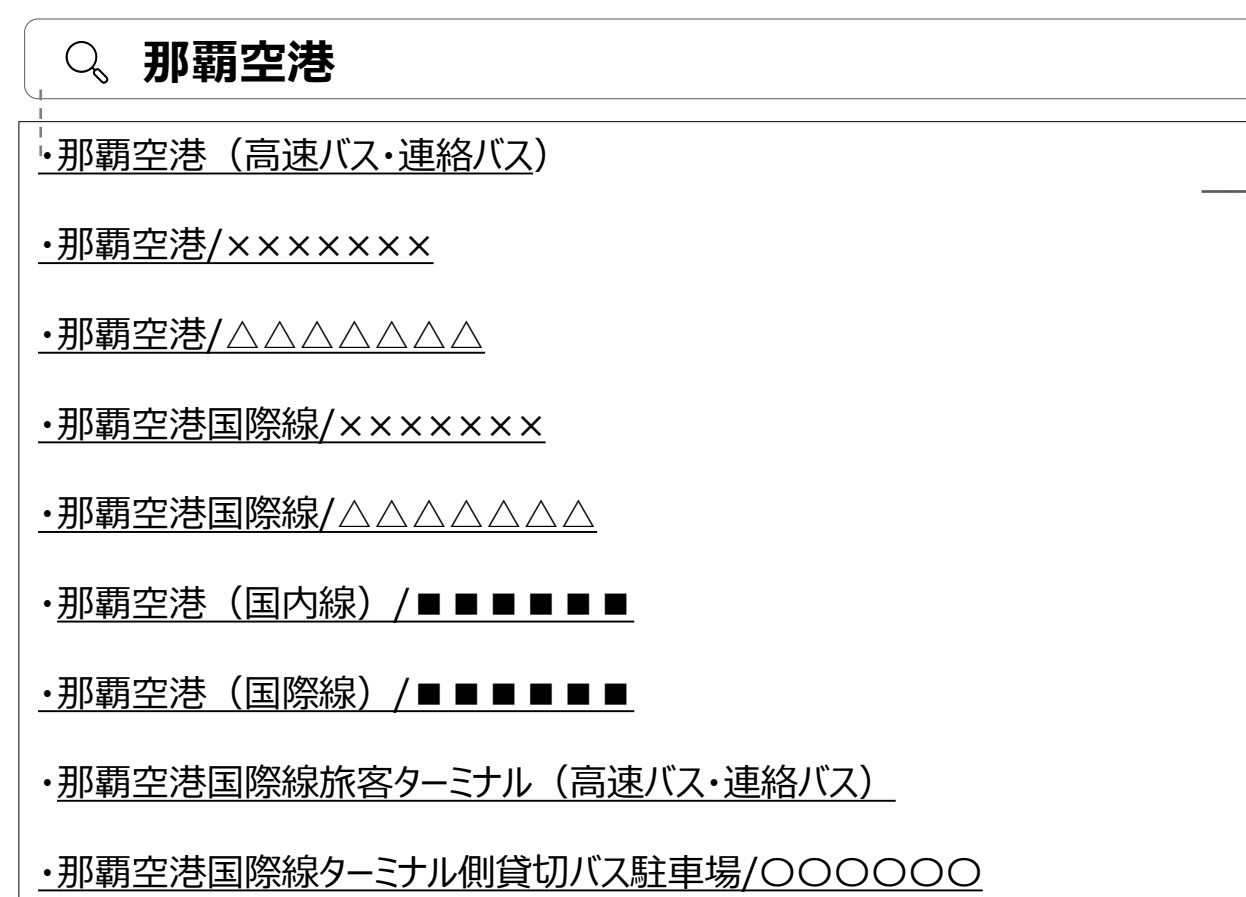 那覇空港
・那覇空港（高速バス・連絡バス）
・那覇空港/×××××××
・那覇空港/△△△△△△△
・那覇空港国際線/×××××××
・那覇空港国際線/△△△△△△△
・那覇空港（国内線）/■■■■■■
・那覇空港（国際線）/■■■■■■
・那覇空港国際線旅客ターミナル（高速バス・連絡バス）
・那覇空港国際線ターミナル側貸切バス駐車場/〇〇〇〇〇〇